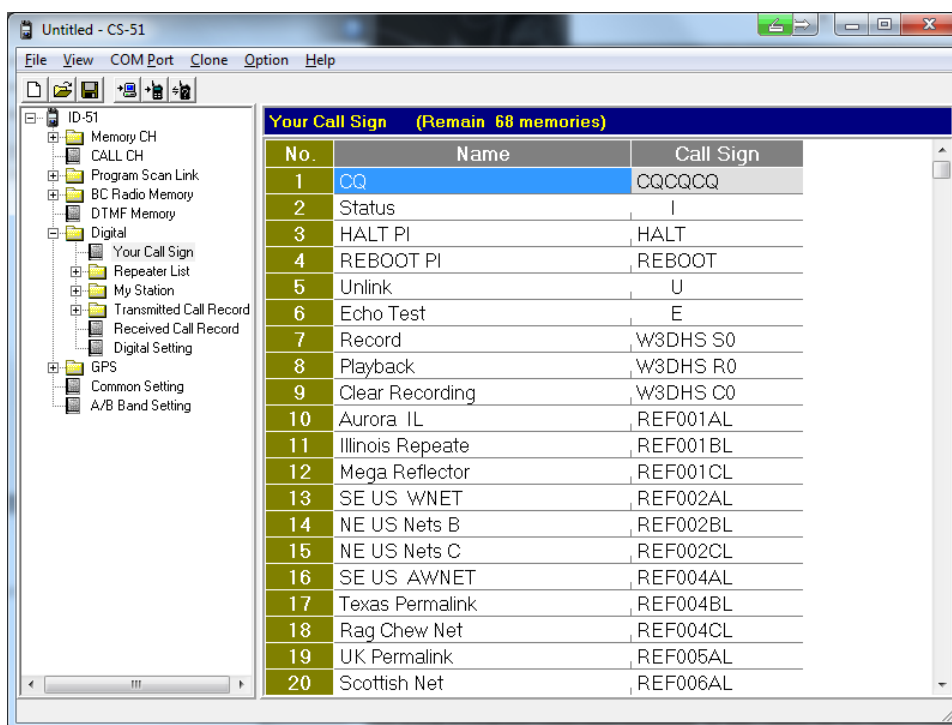 Untitled - CS-51
File View COM Port Clone Option Help
ID-51
Memory CH
CALL CH
Program Scan Link
BC Radio Memory
DTMF Memory
Digital
Your Call Sign
Repeater List
My Station
Transmitted Call Record
Received Call Record
Digital Setting
GPS
Common Setting
A/B Band Setting
Your Call Sign (Remain 68 memories)
No. Name Call Sign
1 CQ CQCQCQ
2 Status I
3 HALT PI HALT
4 REBOOT PI REBOOT
5 Unlink U
6 Echo Test E
7 Record W3DHS S0
8 Playback W3DHS R0
9 Clear Recording W3DHS C0
10 Aurora IL REF001AL
11 Illinois Repeate REF001BL
12 Mega Reflector REF001CL
13 SE US WNET REF002AL
14 NE US Nets B REF002BL
15 NE US Nets C REF002CL
16 SE US AWNET REF004AL
17 Texas Permalink REF004BL
18 Rag Chew Net REF004CL
19 UK Permalink REF005AL
20 Scottish Net REF006AL